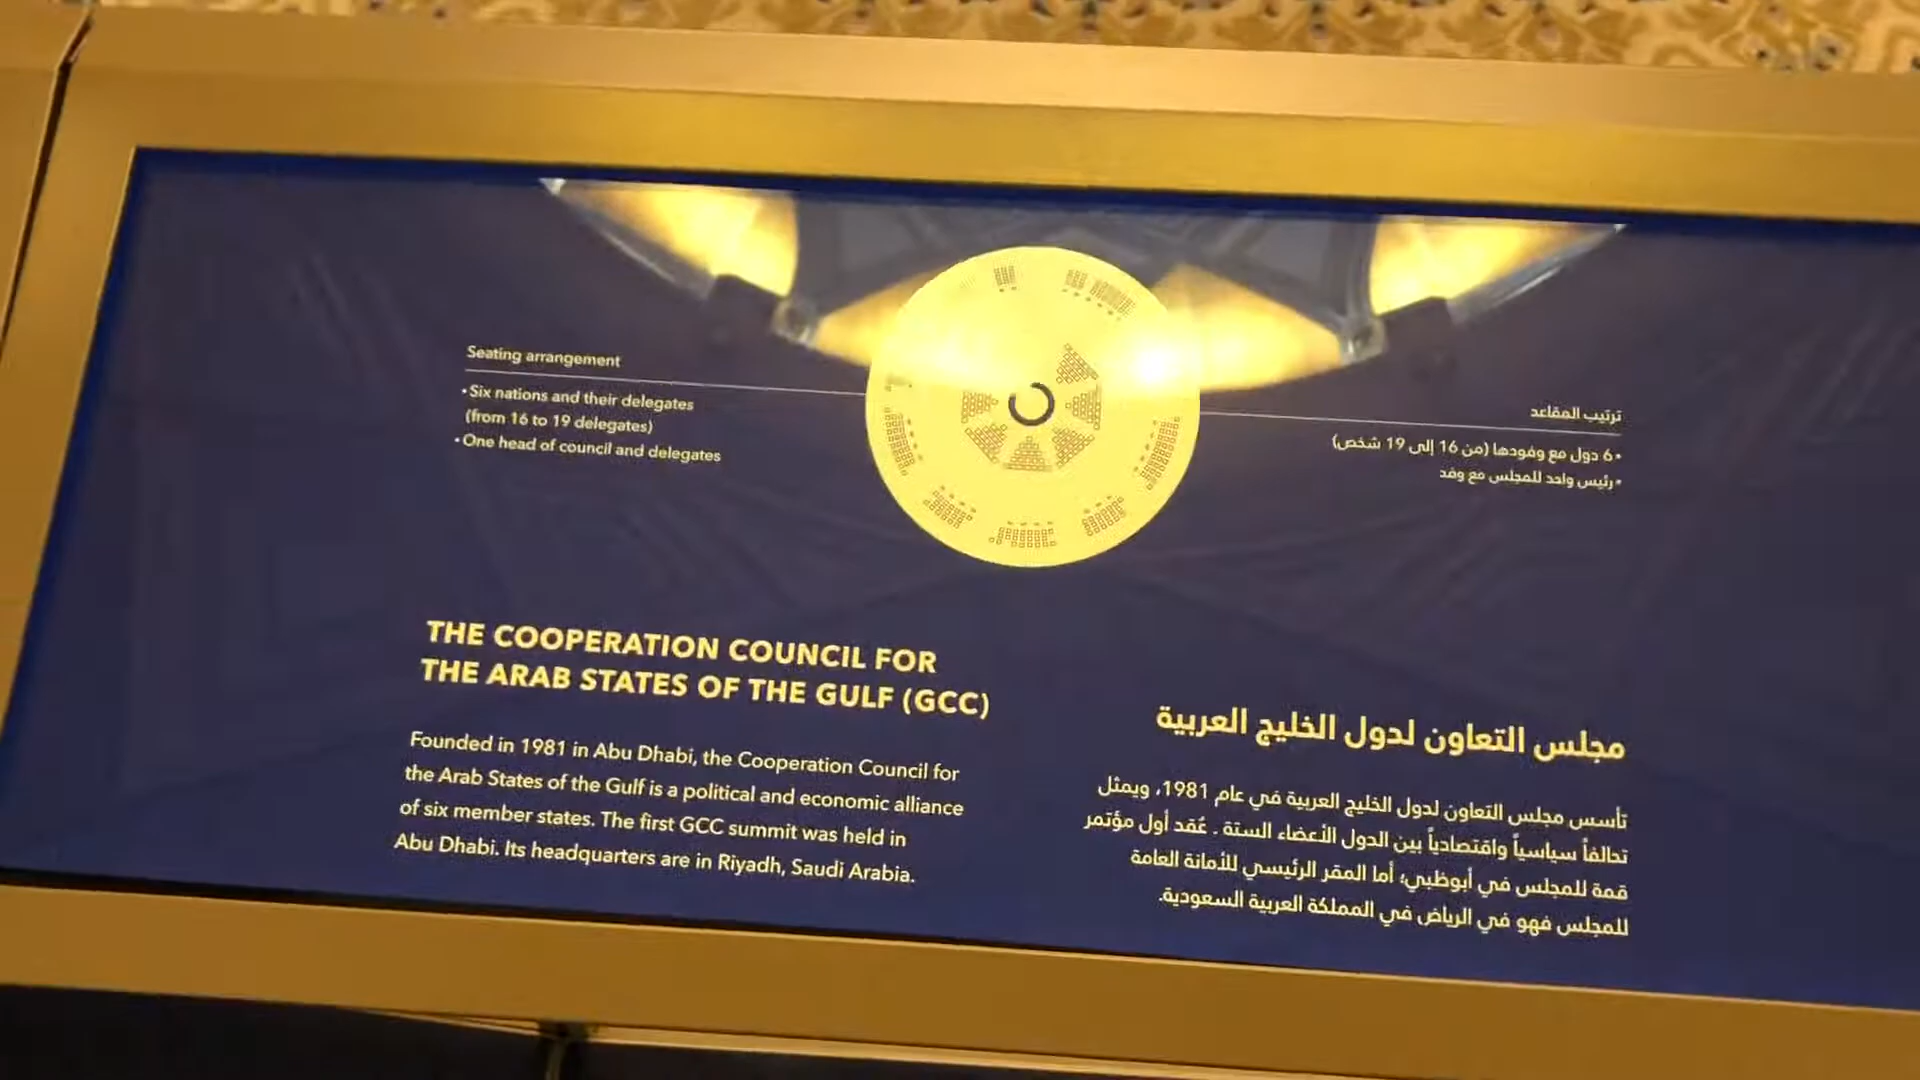 Seating arrangement
• Six nations and their delegates
(from 16 to 19 delegates)
• One head of council and delegates
ترتيب المقاعد
• 6 دول مع وفودها (من 16 إلى 19 شخص)
• رئيس واحد للمجلس مع وفد
THE COOPERATION COUNCIL FOR
THE ARAB STATES OF THE GULF (GCC)
Founded in 1981 in Abu Dhabi, the Cooperation Council for
the Arab States of the Gulf is a political and economic alliance
of six member states. The first GCC summit was held in
Abu Dhabi. Its headquarters are in Riyadh, Saudi Arabia.
مجلس التعاون لدول الخليج العربية
تأسس مجلس التعاون لدول الخليج العربية في عام 1981، ويمثل
تحالفاً سياسياً واقتصادياً بين الدول الأعضاء الستة . عُقد أول مؤتمر
قمة للمجلس في أبوظبي؛ أما المقر الرئيسي للأمانة العامة
للمجلس فهو في الرياض في المملكة العربية السعودية.